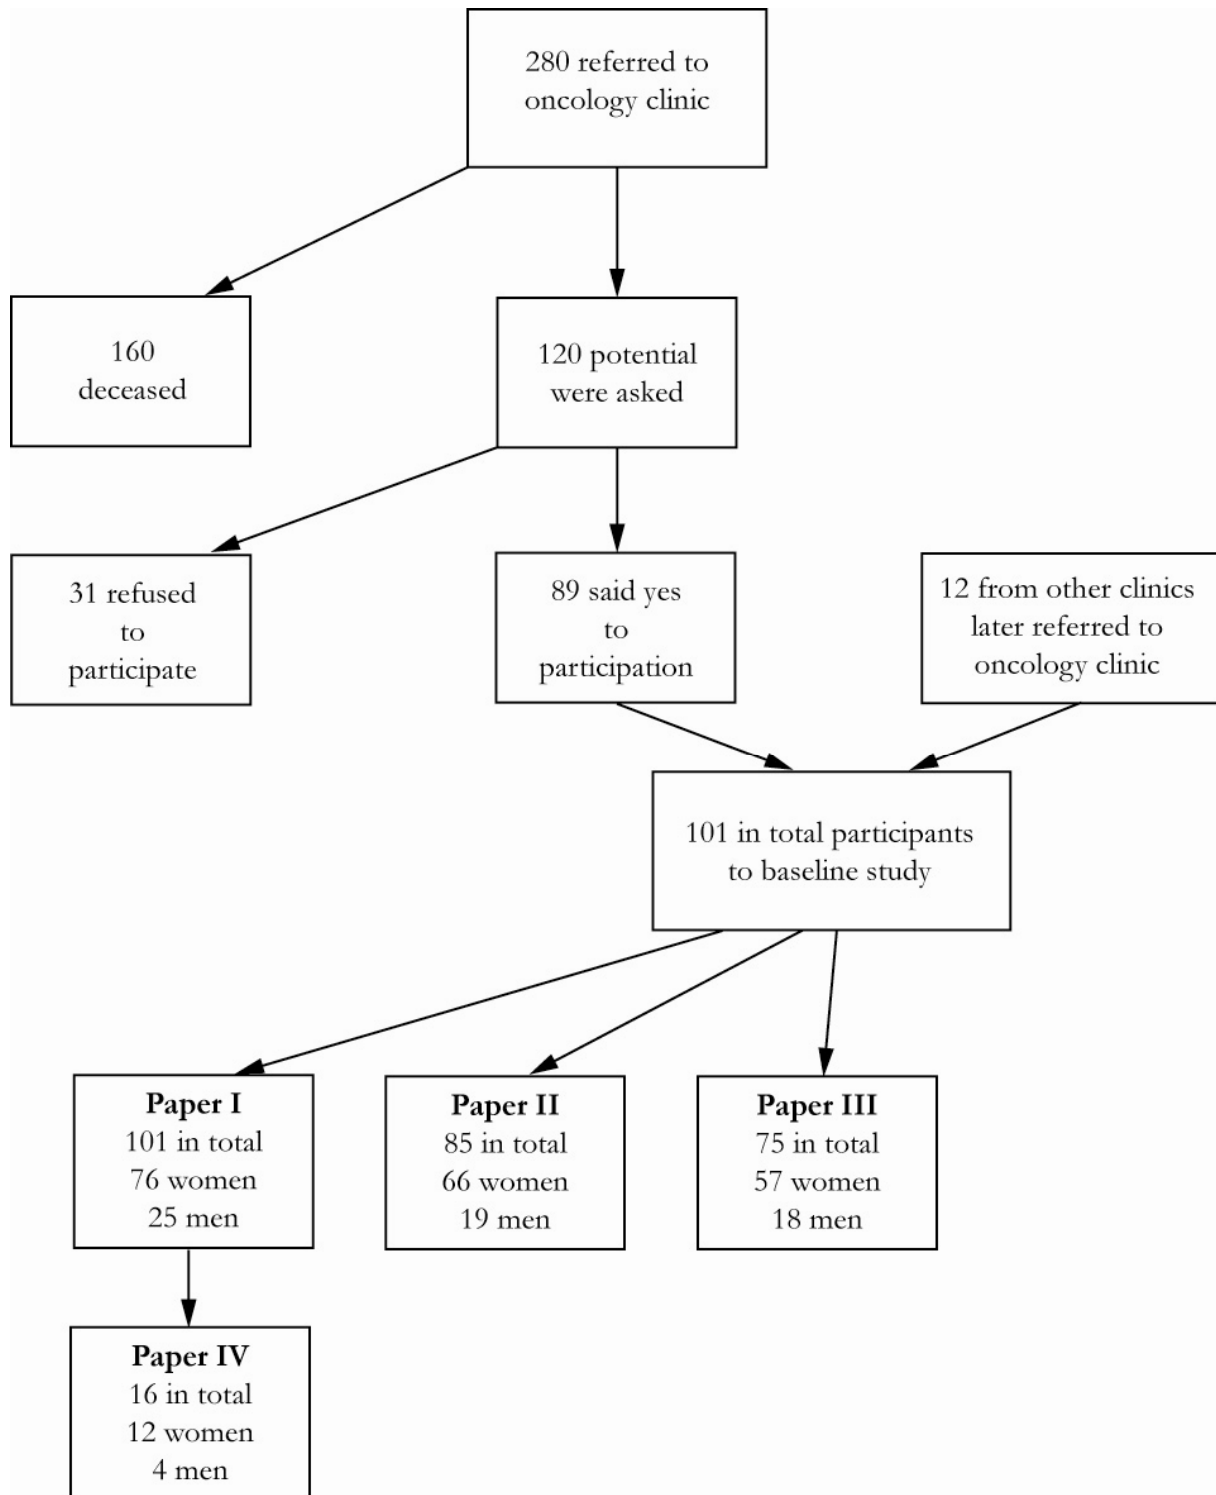 280 referred to
oncology clinic
160
deceased
120 potential
were asked
31 refused
to
participate
89 said yes
to
participation
12 from other clinics
later referred to
oncology clinic
101 in total participants
to baseline study
Paper I
101 in total
76 women
25 men
Paper II
85 in total
66 women
19 men
Paper III
75 in total
57 women
18 men
Paper IV
16 in total
12 women
4 men